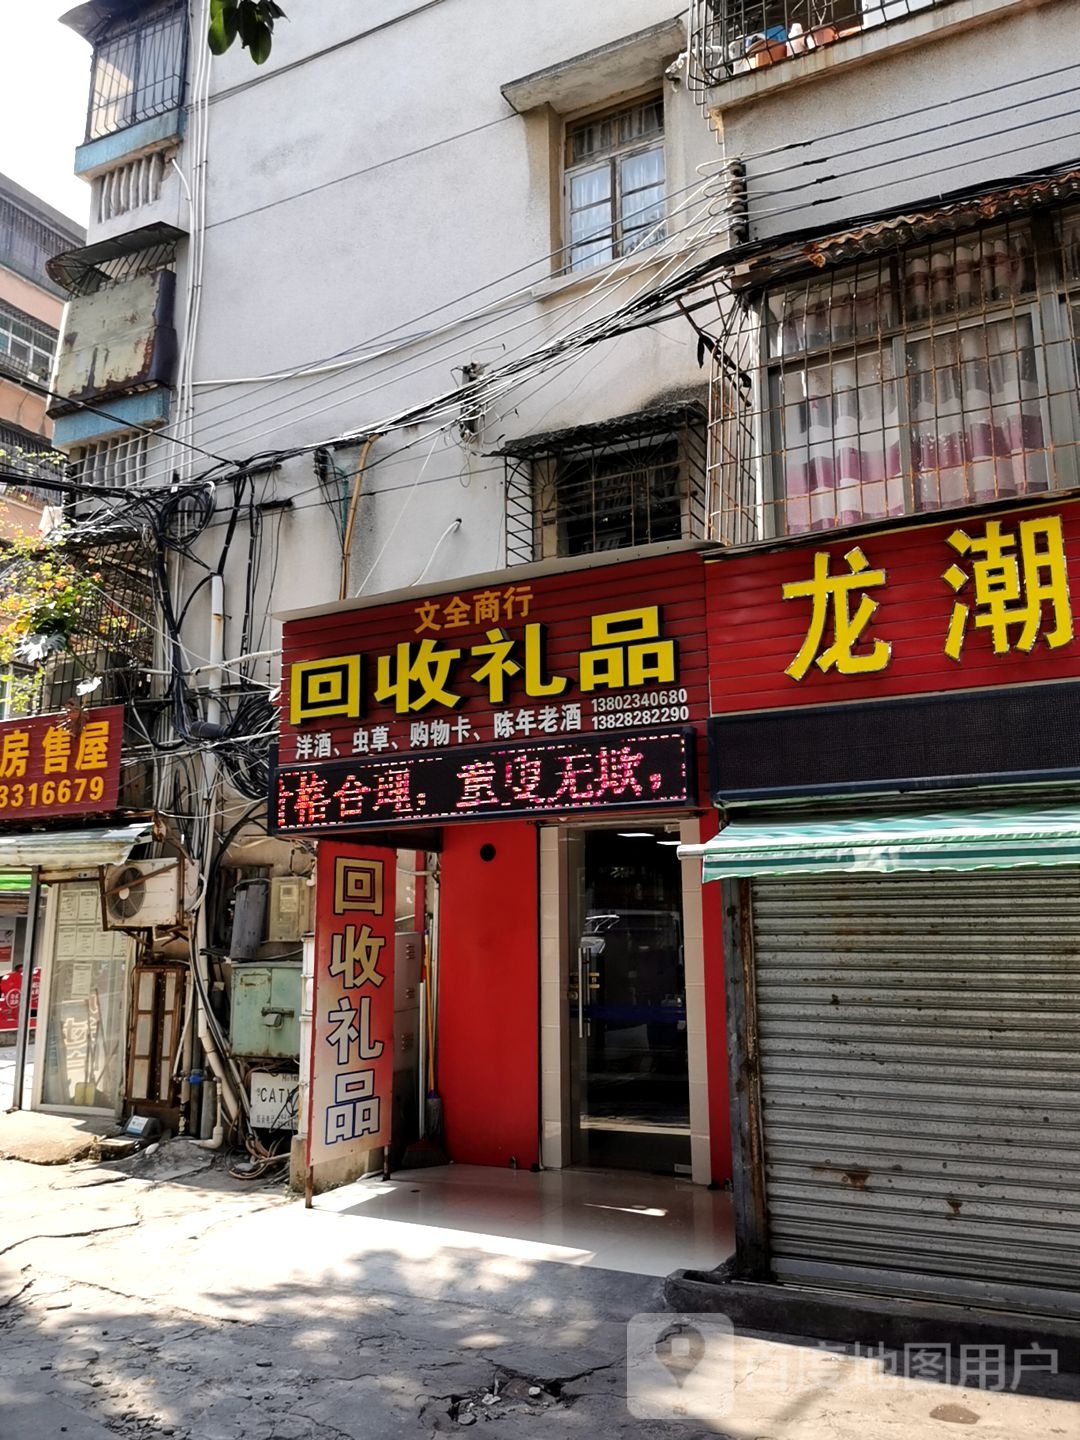 文全商行
回收礼品
洋酒、虫草、购物卡、陈年老酒
13802340680
13828282290
价格合理，童叟无欺，
龙潮
房 售屋
3316679
回收礼品
CATV
百度地图用户